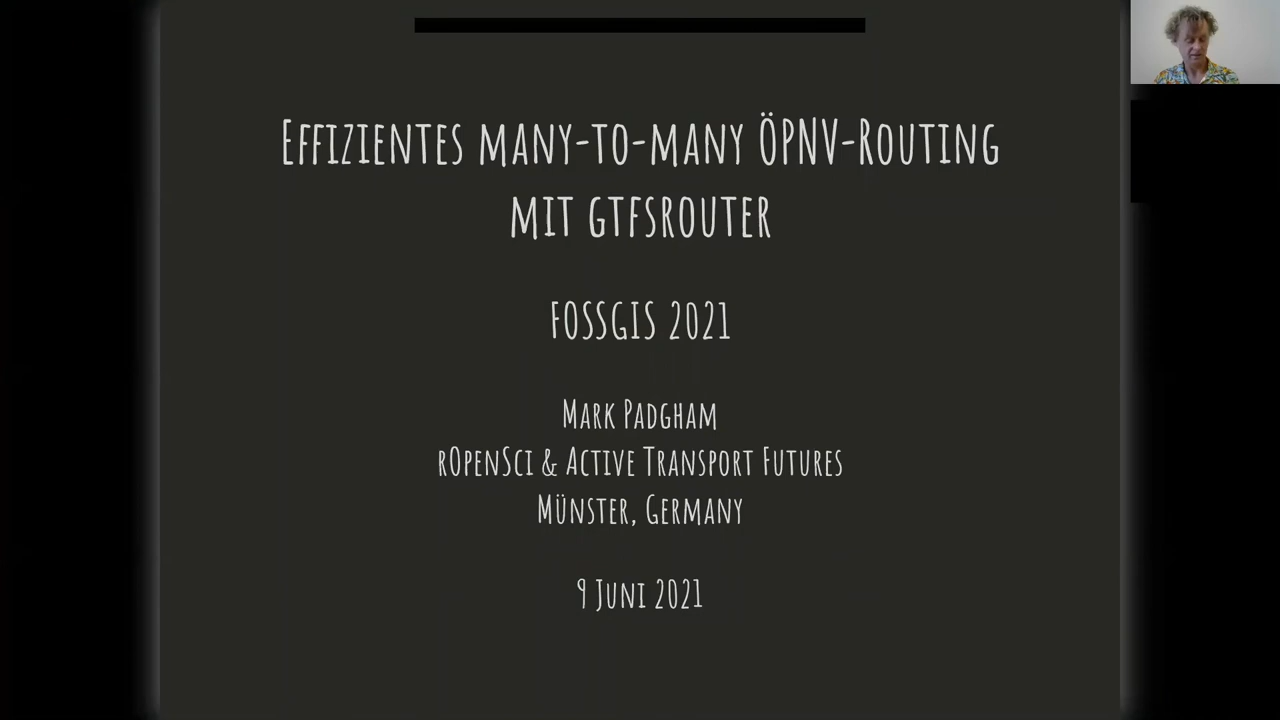 Effizientes many-to-many ÖPNV-Routing
mit gtfsrouter
FOSSGIS 2021
Mark Padgham
rOpenSci & Active Transport Futures
Münster, Germany
9 Juni 2021